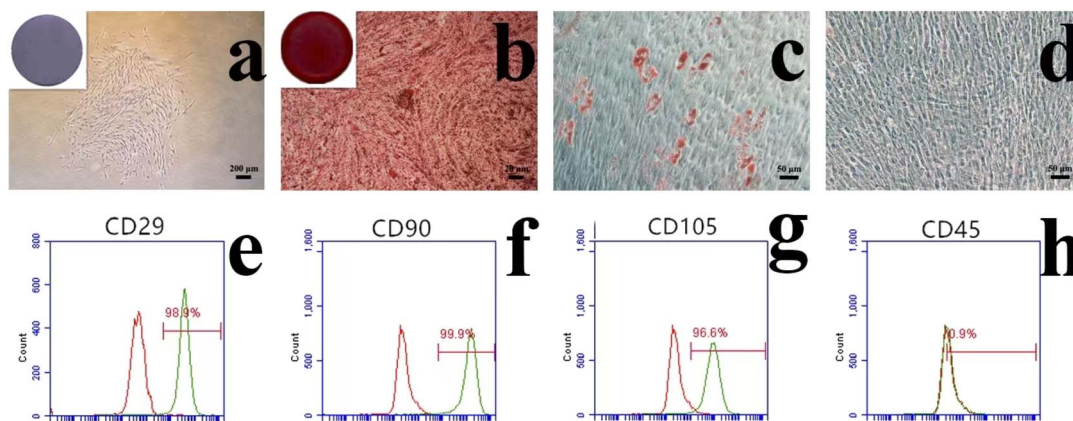 a
200 μm
b
20 μm
c
50 μm
d
50 μm
CD29
e
800
600
400
200
0
Count
98.9%
CD90
f
1,600
1,000
500
0
Count
99.9%
CD105
g
1,600
1,000
500
0
Count
96.6%
CD45
h
1,600
1,000
500
0
Count
0.9%